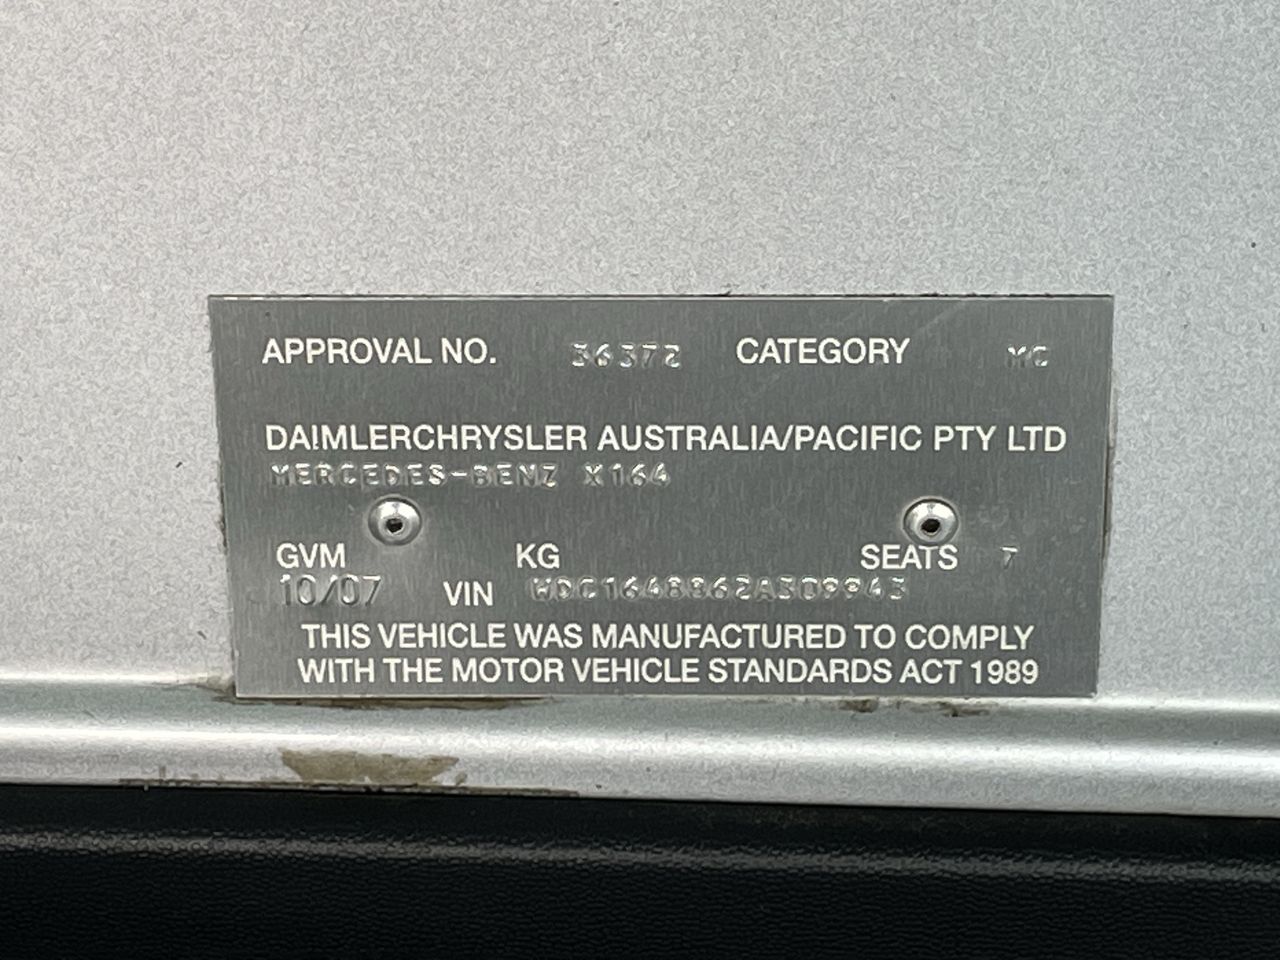 APPROVAL NO. 36372 CATEGORY MC
DAIMLERCHRYSLER AUSTRALIA/PACIFIC PTY LTD
MERCEDES-BENZ X164
GVM KG SEATS 7
10/07 VIN WDC1648862A309943
THIS VEHICLE WAS MANUFACTURED TO COMPLY
WITH THE MOTOR VEHICLE STANDARDS ACT 1989